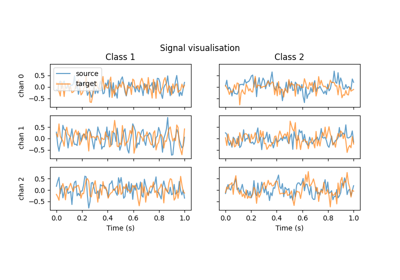 Signal visualisation
Class 1
Class 2
source
target
chan 0
0.5
0.0
−0.5
chan 1
0.5
0.0
−0.5
chan 2
0.5
0.0
−0.5
0.0 0.2 0.4 0.6 0.8 1.0
0.0 0.2 0.4 0.6 0.8 1.0
Time (s)
Time (s)